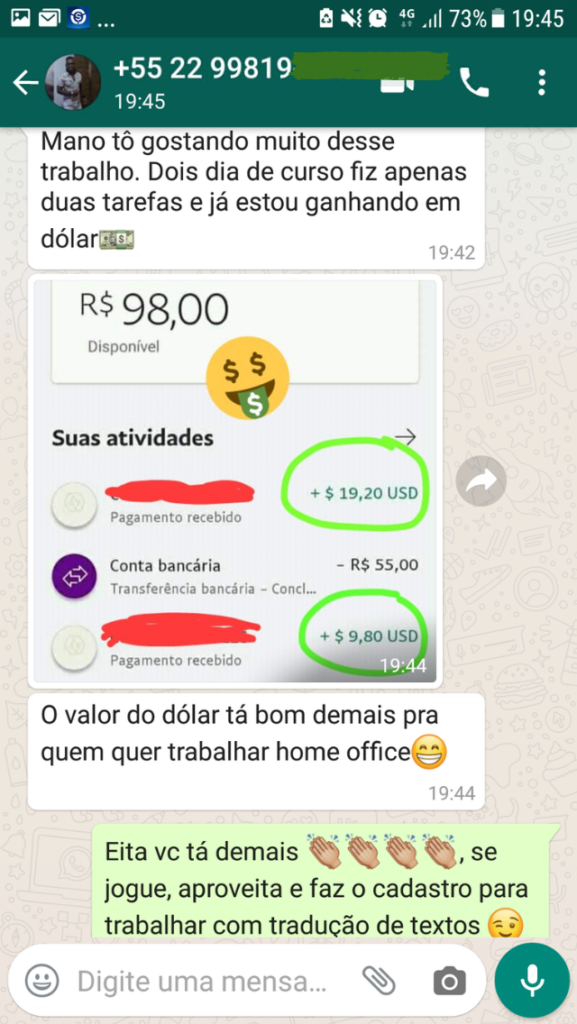 ... 4G 73% 19:45
+55 22 99819
19:45
Mano tô gostando muito desse
trabalho. Dois dia de curso fiz apenas
duas tarefas e já estou ganhando em
dólar💵
19:42
R$ 98,00
Disponível
Suas atividades
+ $ 19,20 USD
Pagamento recebido
Conta bancária
- R$ 55,00
Transferência bancária - Concl...
+ $ 9,80 USD
Pagamento recebido
19:44
O valor do dólar tá bom demais pra
quem quer trabalhar home office😁
19:44
Eita vc tá demais 👏👏👏👏, se
jogue, aproveita e faz o cadastro para
trabalhar com tradução de textos 😉
Digite uma mensa...